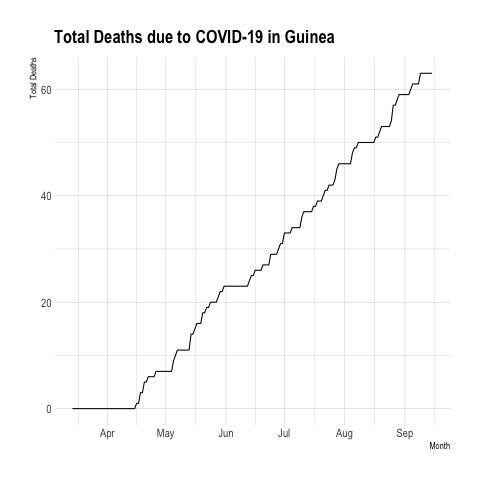 Total Deaths due to COVID-19 in Guinea
Total Deaths
60
40
20
0
Apr May Jun Jul Aug Sep
Month